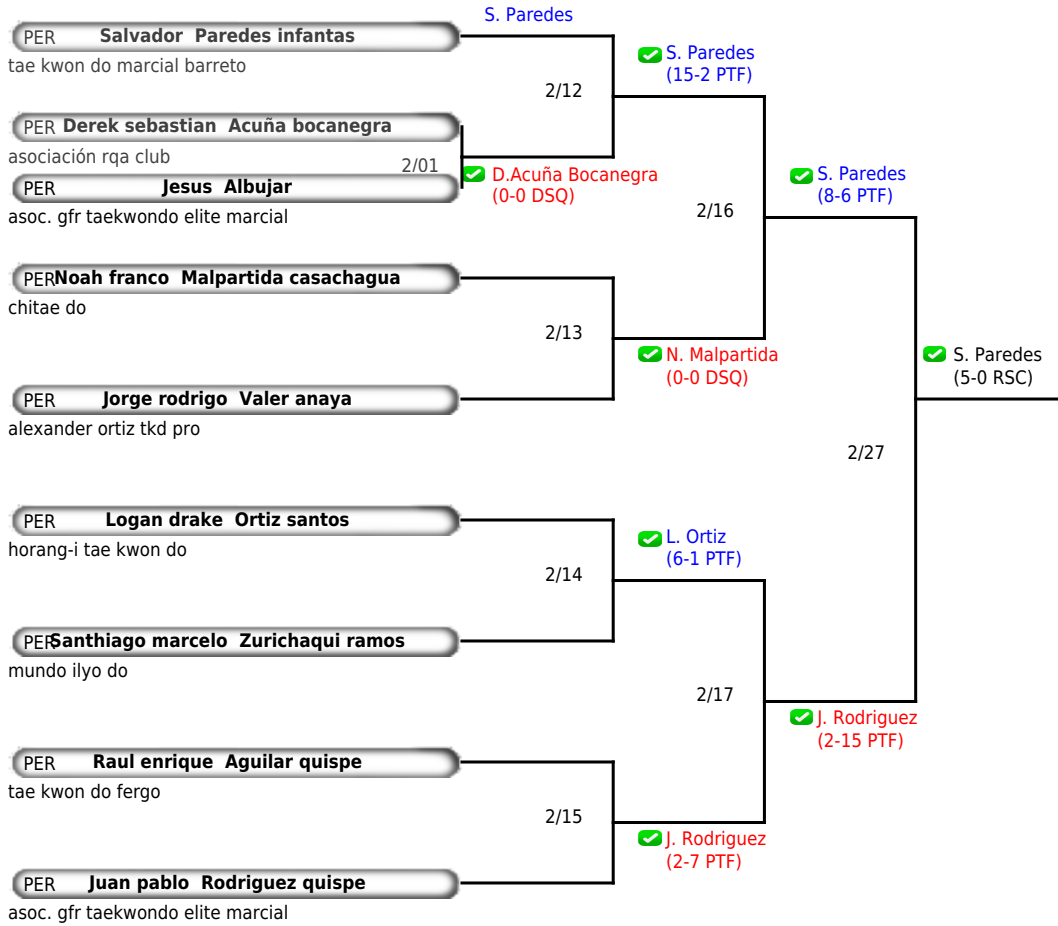 S. Paredes
PER Salvador Paredes infantas
tae kwon do marcial barreto
2/12
S. Paredes
(15-2 PTF)
PER Derek sebastian Acuña bocanegra
asociación rqa club
2/01
D.Acuña Bocanegra
(0-0 DSQ)
PER Jesus Albujar
asoc. gfr taekwondo elite marcial
2/16
S. Paredes
(8-6 PTF)
PER Noah franco Malpartida casachagua
chitae do
2/13
N. Malpartida
(0-0 DSQ)
PER Jorge rodrigo Valer anaya
alexander ortiz tkd pro
S. Paredes
(5-0 RSC)
2/27
PER Logan drake Ortiz santos
horang-i tae kwon do
2/14
L. Ortiz
(6-1 PTF)
PER Santhiago marcelo Zurichaqui ramos
mundo ilyo do
2/17
J. Rodriguez
(2-15 PTF)
PER Raul enrique Aguilar quispe
tae kwon do fergo
2/15
J. Rodriguez
(2-7 PTF)
PER Juan pablo Rodriguez quispe
asoc. gfr taekwondo elite marcial